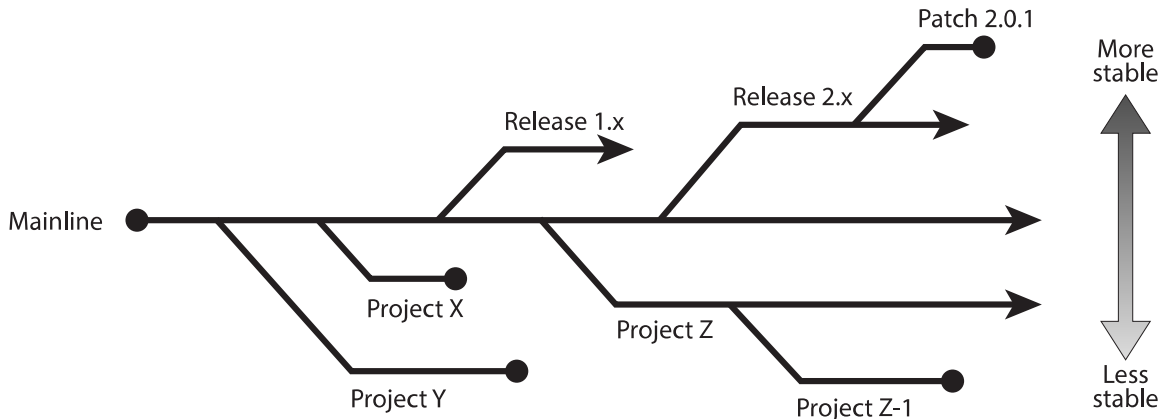 Patch 2.0.1
More
stable
Release 2.x
Release 1.x
Mainline
Project X
Project Z
Project Y
Less
stable
Project Z-1